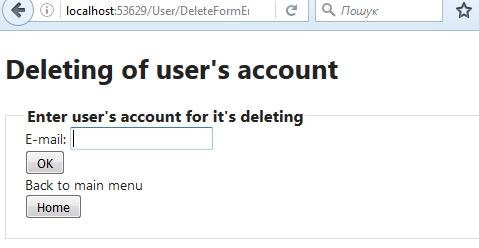 localhost:53629/User/DeleteFormE
Пошук
Deleting of user's account
Enter user's account for it's deleting
E-mail:
OK
Back to main menu
Home